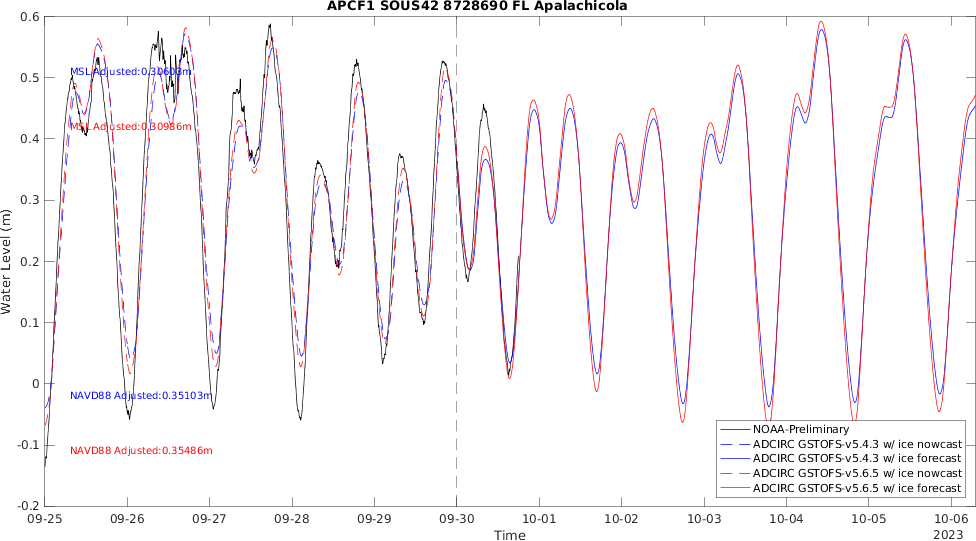 APCF1 SOUS42 8728690 FL Apalachicola
0.6
0.5
0.4
0.3
0.2
0.1
0
-0.1
-0.2
Water Level (m)
MSL Adjusted:0.30603m
MSL Adjusted:0.30986m
NAVD88 Adjusted:0.35103m
NAVD88 Adjusted:0.35486m
NOAA-Preliminary
ADCIRC GSTOFS-v5.4.3 w/ ice nowcast
ADCIRC GSTOFS-v5.4.3 w/ ice forecast
ADCIRC GSTOFS-v5.6.5 w/ ice nowcast
ADCIRC GSTOFS-v5.6.5 w/ ice forecast
09-25 09-26 09-27 09-28 09-29 09-30 10-01 10-02 10-03 10-04 10-05 10-06
Time
2023